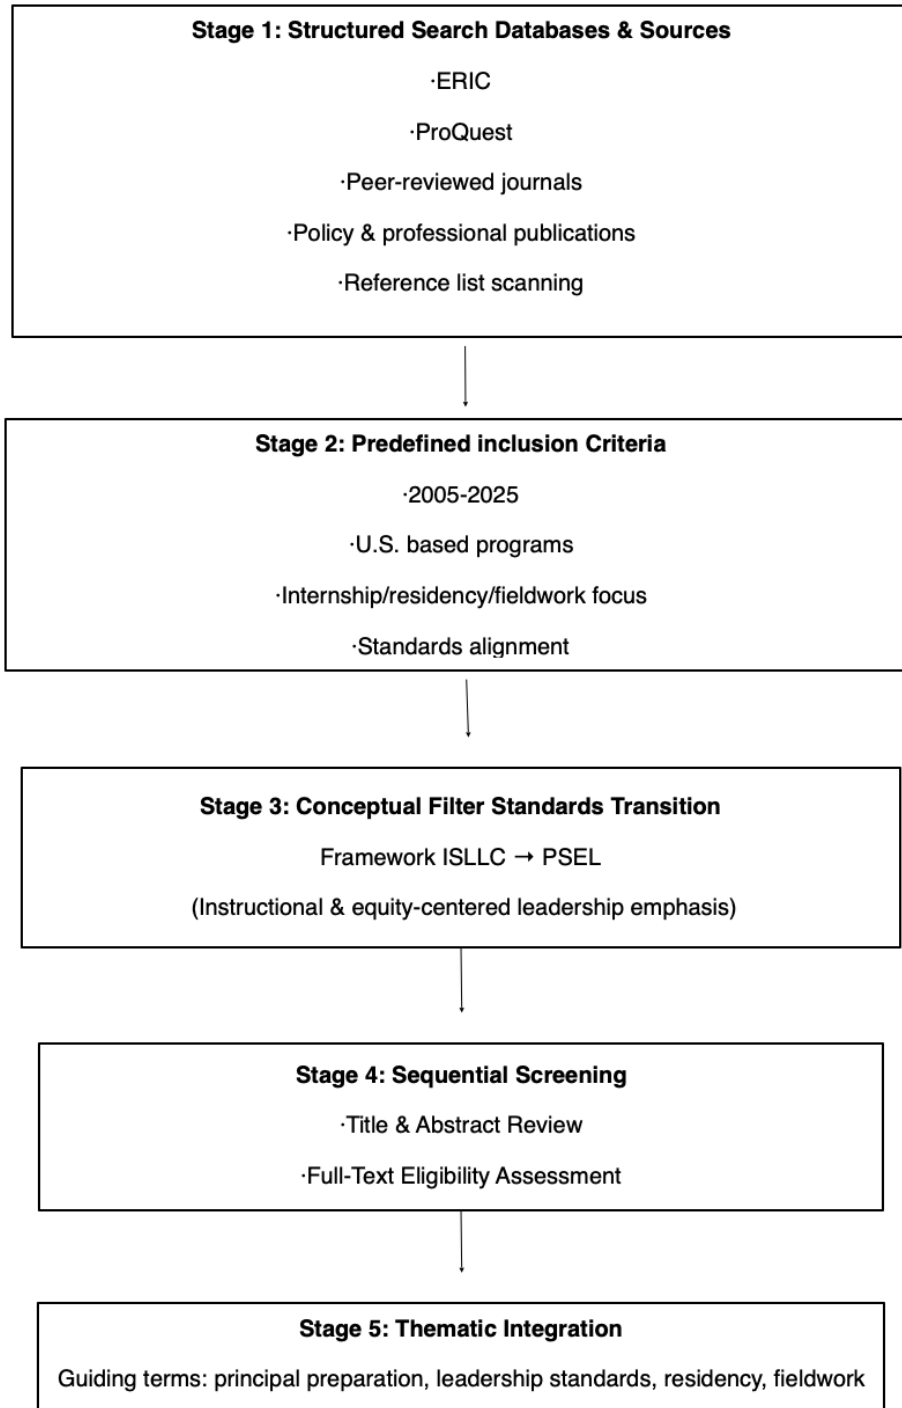 Stage 1: Structured Search Databases & Sources
·ERIC
·ProQuest
·Peer-reviewed journals
·Policy & professional publications
·Reference list scanning
Stage 2: Predefined inclusion Criteria
·2005-2025
·U.S. based programs
·Internship/residency/fieldwork focus
·Standards alignment
Stage 3: Conceptual Filter Standards Transition
Framework ISLLC → PSEL
(Instructional & equity-centered leadership emphasis)
Stage 4: Sequential Screening
·Title & Abstract Review
·Full-Text Eligibility Assessment
Stage 5: Thematic Integration
Guiding terms: principal preparation, leadership standards, residency, fieldwork